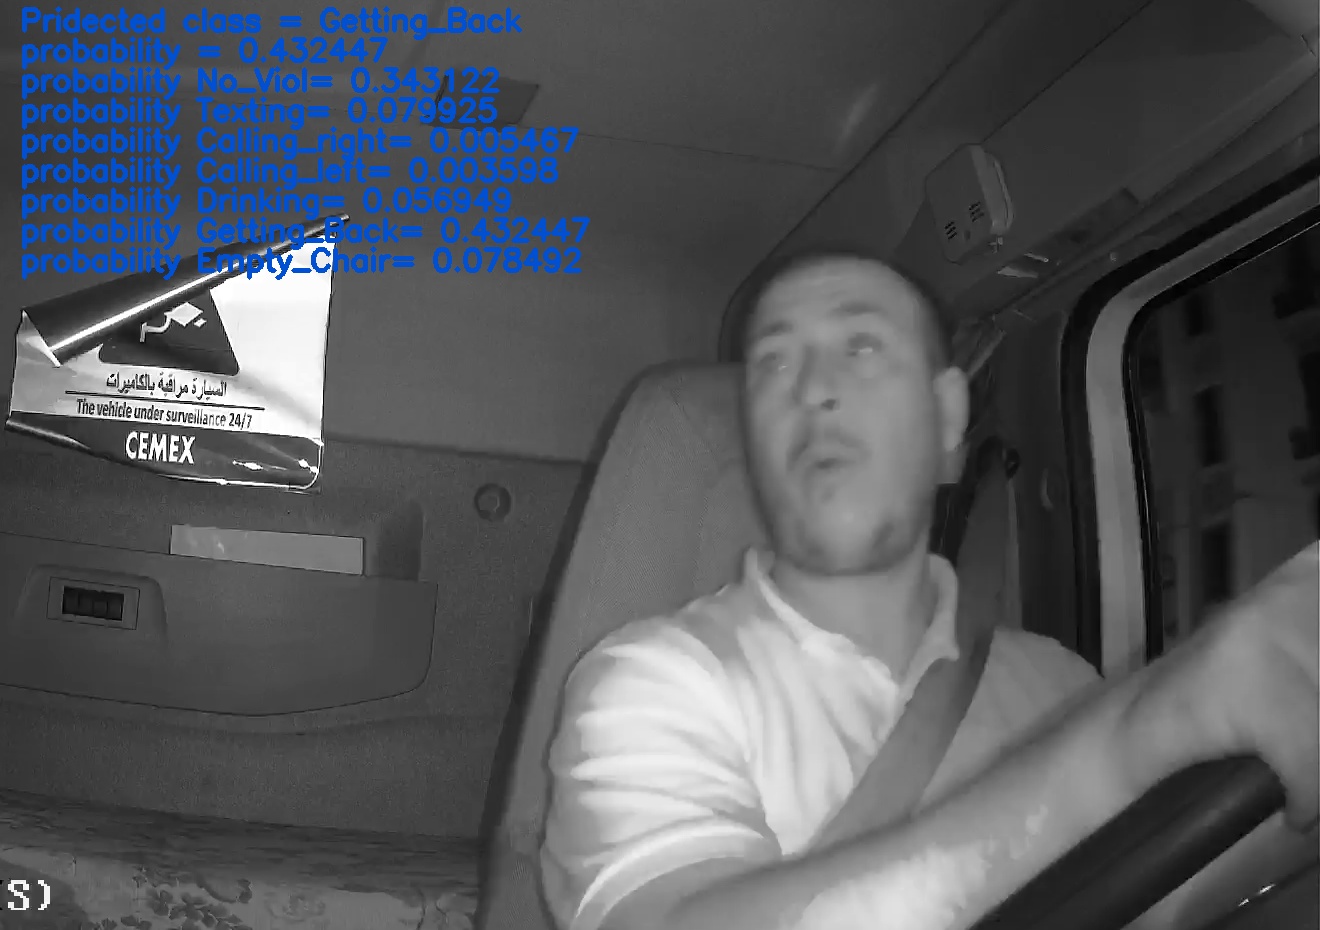 Pridected class = Getting_Back
probability = 0.432447
probability No_Viol= 0.343122
probability Texting= 0.079925
probability Calling_right= 0.005467
probability Calling_left= 0.003598
probability Drinking= 0.056949
probability Getting_Back= 0.432447
probability Empty_Chair= 0.078492
السيارة مراقبة بالكاميرات
The vehicle under surveillance 24/7
CEMEX
S)